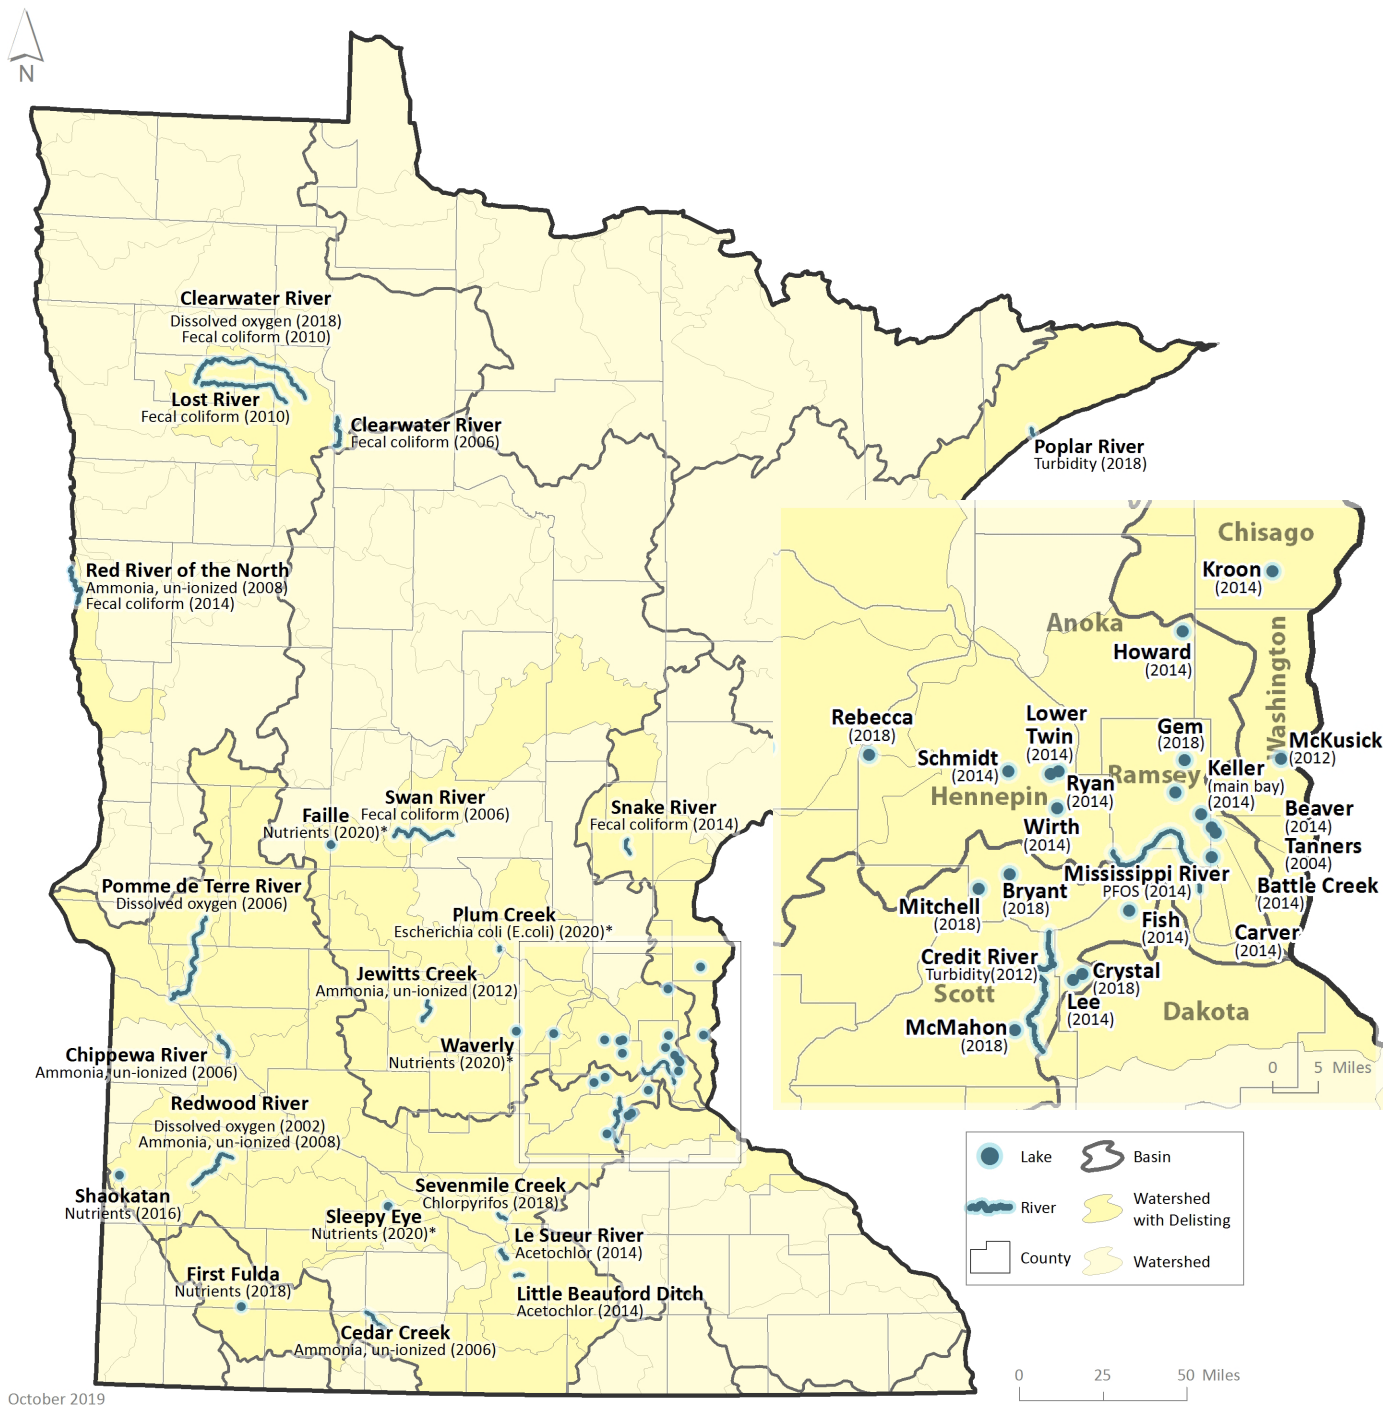 N
Clearwater River
Dissolved oxygen (2018)
Fecal coliform (2010)
Lost River
Fecal coliform (2010)
Clearwater River
Fecal coliform (2006)
Poplar River
Turbidity (2018)
Red River of the North
Ammonia, un-ionized (2008)
Fecal coliform (2014)
Swan River
Fecal coliform (2006)
Faille
Nutrients (2020)*
Snake River
Fecal coliform (2014)
Pomme de Terre River
Dissolved oxygen (2006)
Plum Creek
Escherichia coli (E.coli) (2020)*
Jewitts Creek
Ammonia, un-ionized (2012)
Waverly
Nutrients (2020)*
Chippewa River
Ammonia, un-ionized (2006)
Redwood River
Dissolved oxygen (2002)
Ammonia, un-ionized (2008)
Shaokatan
Nutrients (2016)
Sevenmile Creek
Chlorpyrifos (2018)
Sleepy Eye
Nutrients (2020)*
Le Sueur River
Acetochlor (2014)
First Fulda
Nutrients (2018)
Little Beauford Ditch
Acetochlor (2014)
Cedar Creek
Ammonia, un-ionized (2006)
Chisago
Kroon
(2014)
Anoka
Howard
(2014)
Washington
Rebecca
(2018)
Lower
Twin
(2014)
Gem
(2018)
McKusick
(2012)
Schmidt
(2014)
Ramsey
Keller
(main bay)
(2014)
Hennepin
Ryan
(2014)
Beaver
(2014)
Wirth
(2014)
Tanners
(2004)
Mississippi River
PFOS (2014)
Battle Creek
(2014)
Bryant
(2018)
Mitchell
(2018)
Fish
(2014)
Carver
(2014)
Credit River
Turbidity(2012)
Crystal
(2018)
Scott
Lee
(2014)
Dakota
McMahon
(2018)
0 5 Miles
Lake
Basin
River
Watershed
with Delisting
County
Watershed
0 25 50 Miles
October 2019